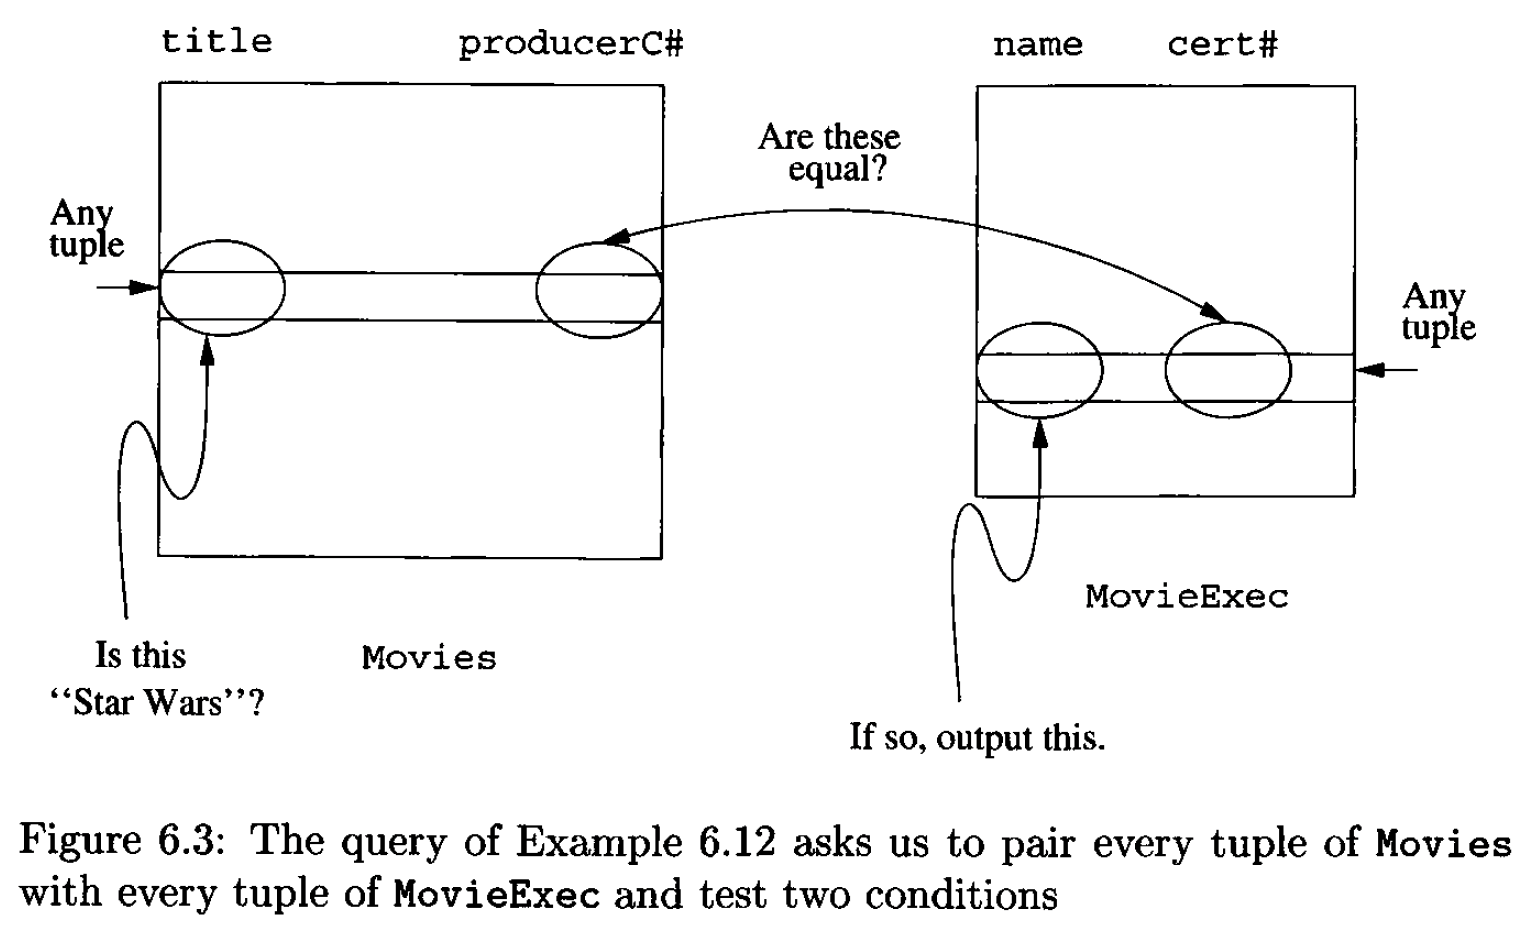 title producerC#
name cert#
Are these
equal?
Any
tuple
Any
tuple
Is this
‘‘Star Wars’’?
Movies
MovieExec
If so, output this.
Figure 6.3: The query of Example 6.12 asks us to pair every tuple of Movies
with every tuple of MovieExec and test two conditions